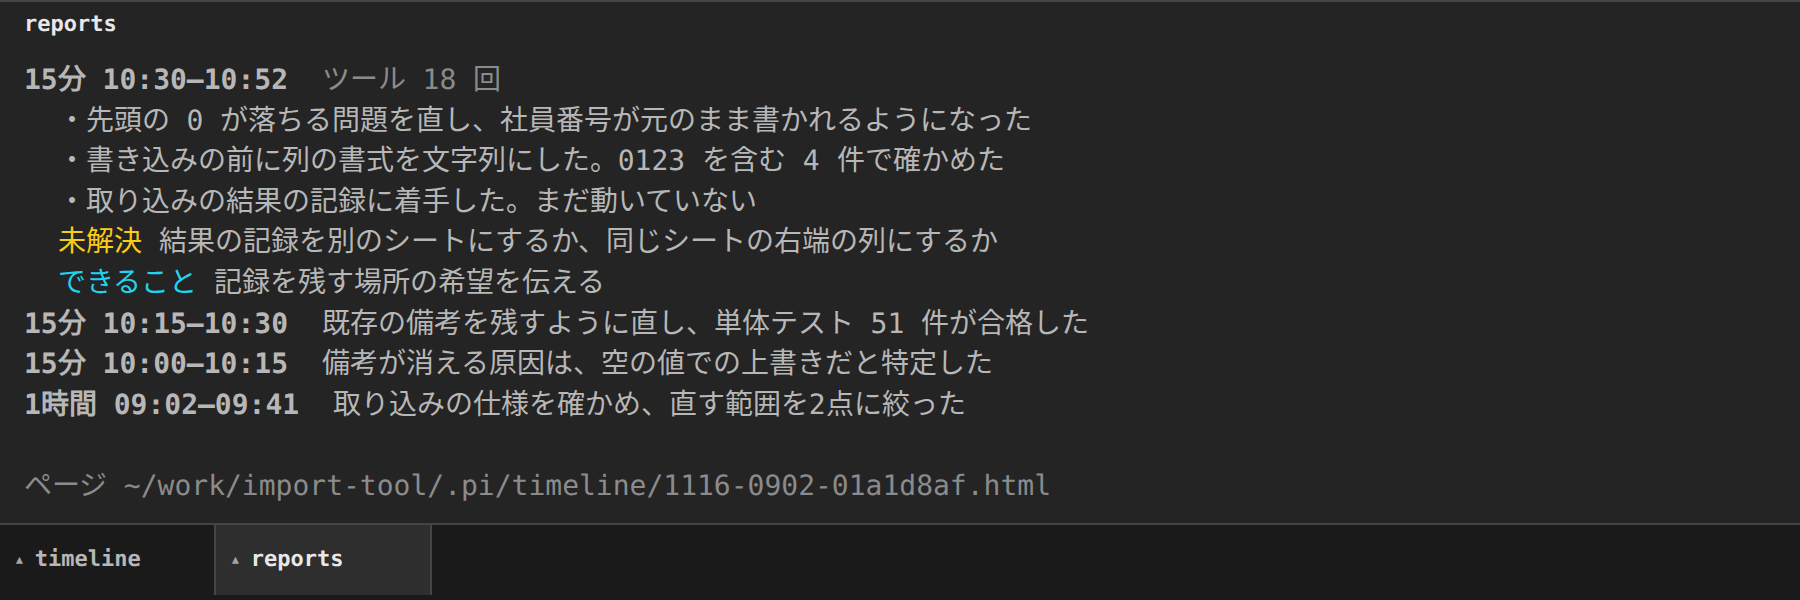 reports
15分 10:30–10:52 ツール 18 回
・先頭の 0 が落ちる問題を直し、社員番号が元のまま書かれるようになった
・書き込みの前に列の書式を文字列にした。0123 を含む 4 件で確かめた
・取り込みの結果の記録に着手した。まだ動いていない
未解決 結果の記録を別のシートにするか、同じシートの右端の列にするか
できること 記録を残す場所の希望を伝える
15分 10:15–10:30 既存の備考を残すように直し、単体テスト 51 件が合格した
15分 10:00–10:15 備考が消える原因は、空の値での上書きだと特定した
1時間 09:02–09:41 取り込みの仕様を確かめ、直す範囲を2点に絞った
ページ ~/work/import-tool/.pi/timeline/1116-0902-01a1d8af.html
▴ timeline ▴ reports